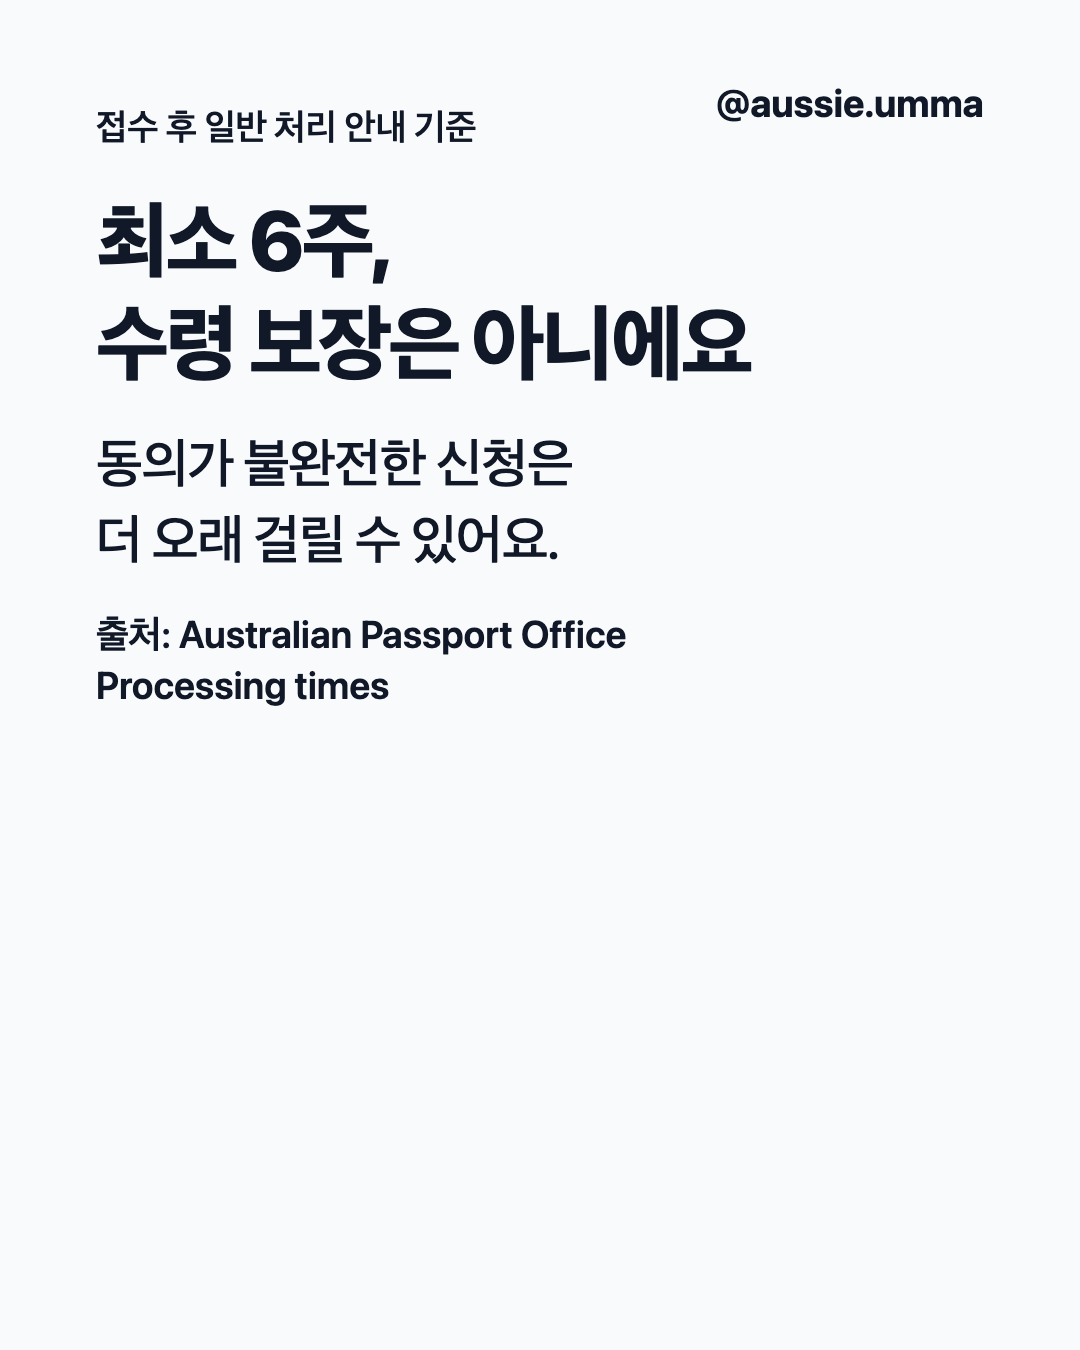 @aussie.umma
접수 후 일반 처리 안내 기준
최소 6주,
수령 보장은 아니에요
동의가 불완전한 신청은
더 오래 걸릴 수 있어요.
출처: Australian Passport Office
Processing times